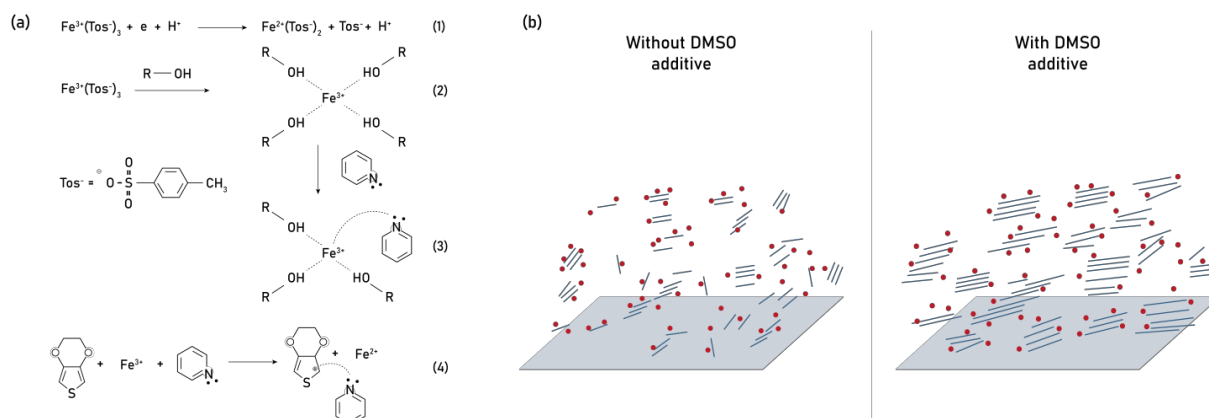 (a)
Fe³⁺(Tos⁻)₃ + e + H⁺
Fe²⁺(Tos⁻)₂ + Tos⁻ + H⁺
(1)
Fe³⁺(Tos⁻)₃
R OH
R
OH
HO
R
Fe³⁺
OH
HO
R
R
(2)
N
Tos⁻ = ⊖ O S O O CH₃
R
OH
N
Fe³⁺
OH
HO
R
R
(3)
O O S + Fe³⁺ + N
O O S ⊕ + Fe²⁺
N
(4)
(b)
Without DMSO
additive
With DMSO
additive